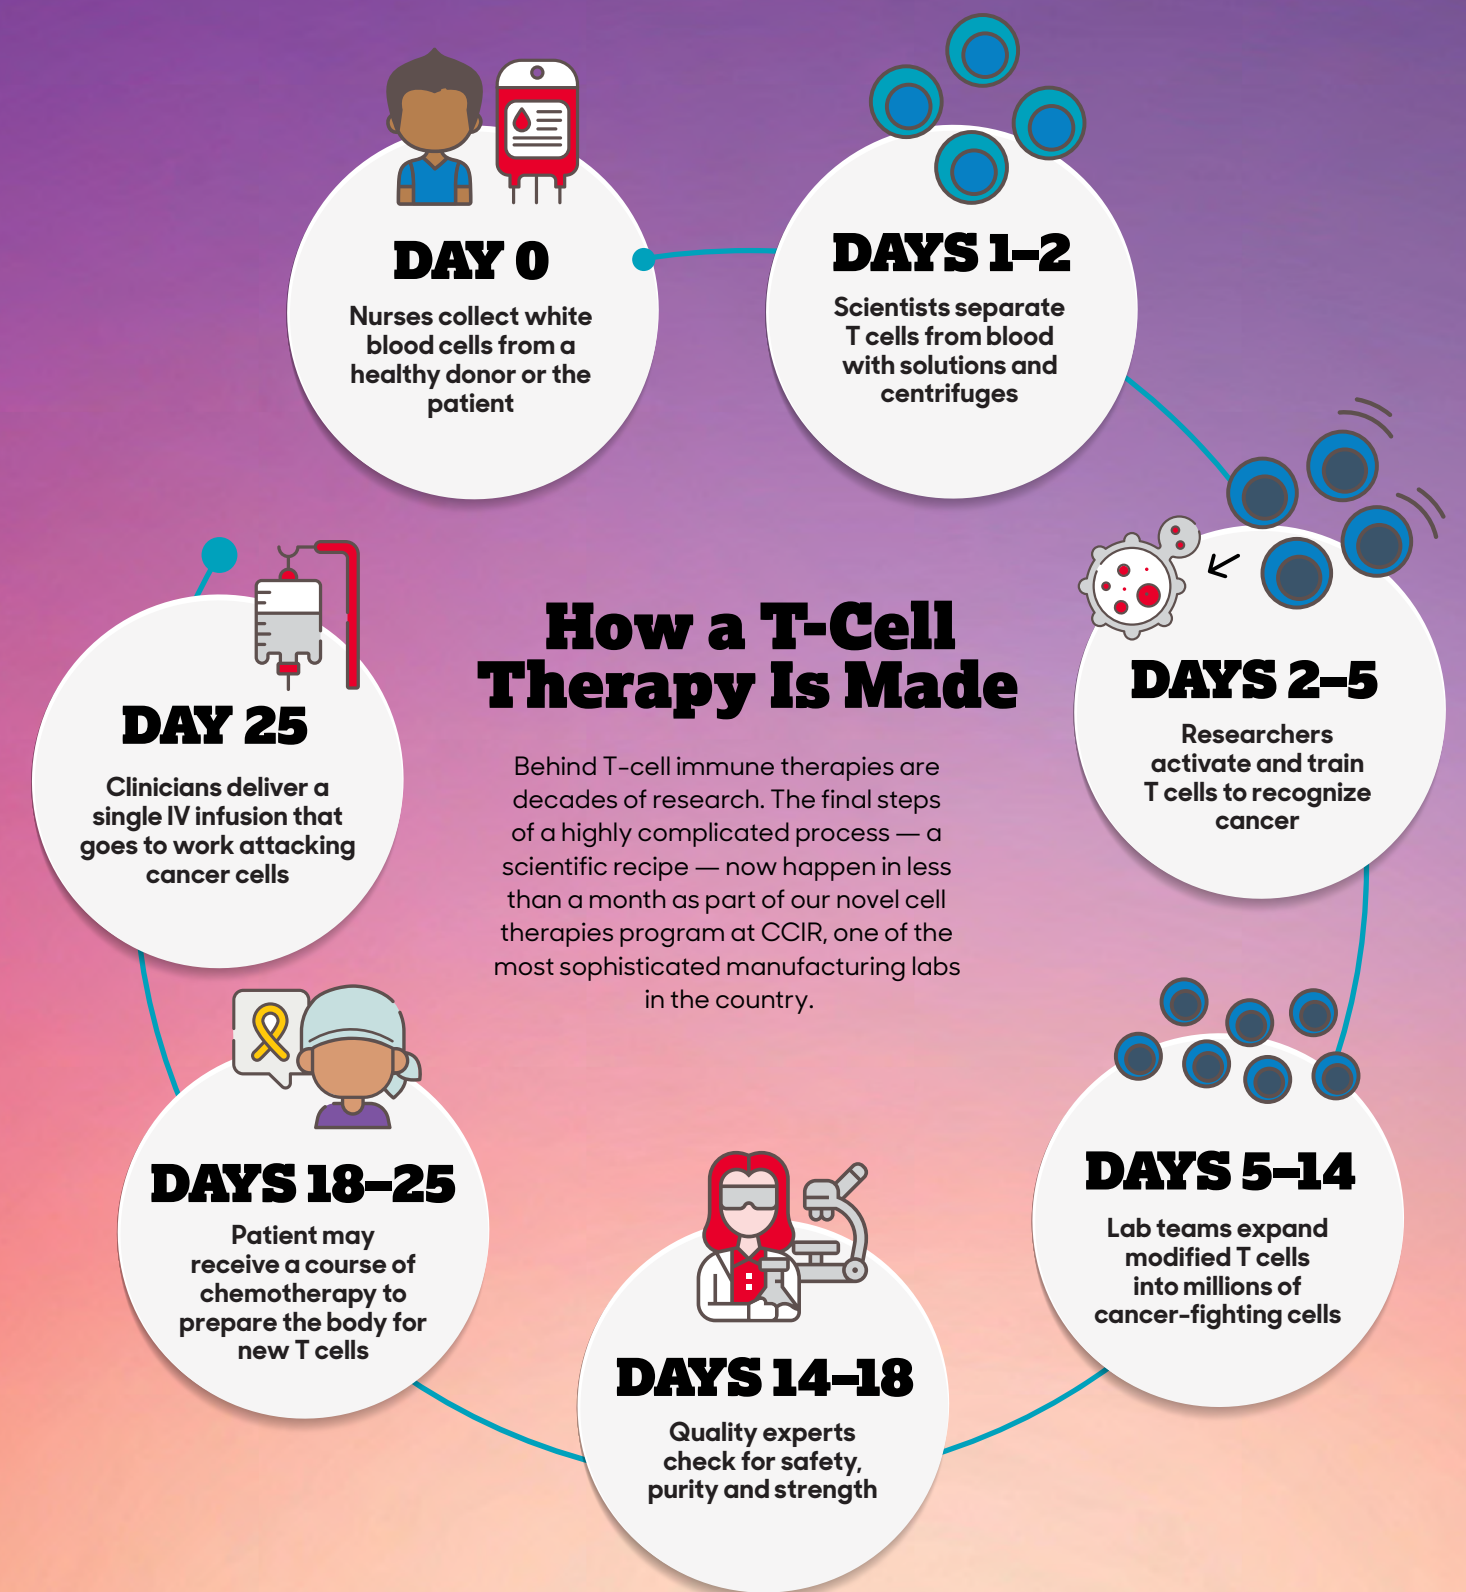 DAY 0
Nurses collect white
blood cells from a
healthy donor or the
patient
DAYS 1–2
Scientists separate
T cells from blood
with solutions and
centrifuges
DAYS 2–5
Researchers
activate and train
T cells to recognize
cancer
DAYS 5–14
Lab teams expand
modified T cells
into millions of
cancer-fighting cells
DAYS 14–18
Quality experts
check for safety,
purity and strength
DAYS 18–25
Patient may
receive a course of
chemotherapy to
prepare the body for
new T cells
DAY 25
Clinicians deliver a
single IV infusion that
goes to work attacking
cancer cells
How a T-Cell
Therapy Is Made
Behind T-cell immune therapies are
decades of research. The final steps
of a highly complicated process — a
scientific recipe — now happen in less
than a month as part of our novel cell
therapies program at CCIR, one of the
most sophisticated manufacturing labs
in the country.